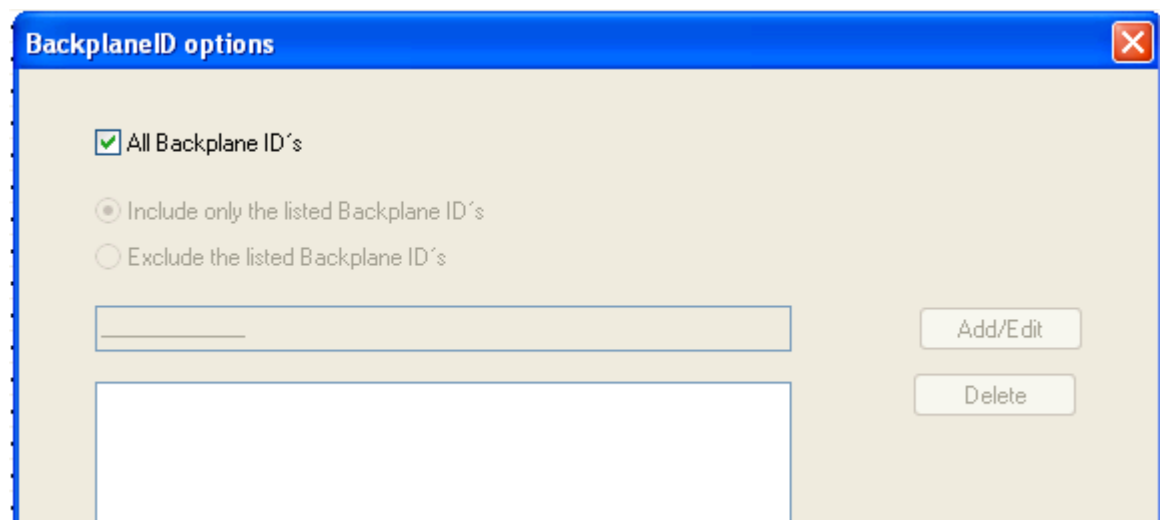 BackplaneID options
All Backplane ID´s
Include only the listed Backplane ID´s
Exclude the listed Backplane ID´s
Add/Edit
Delete